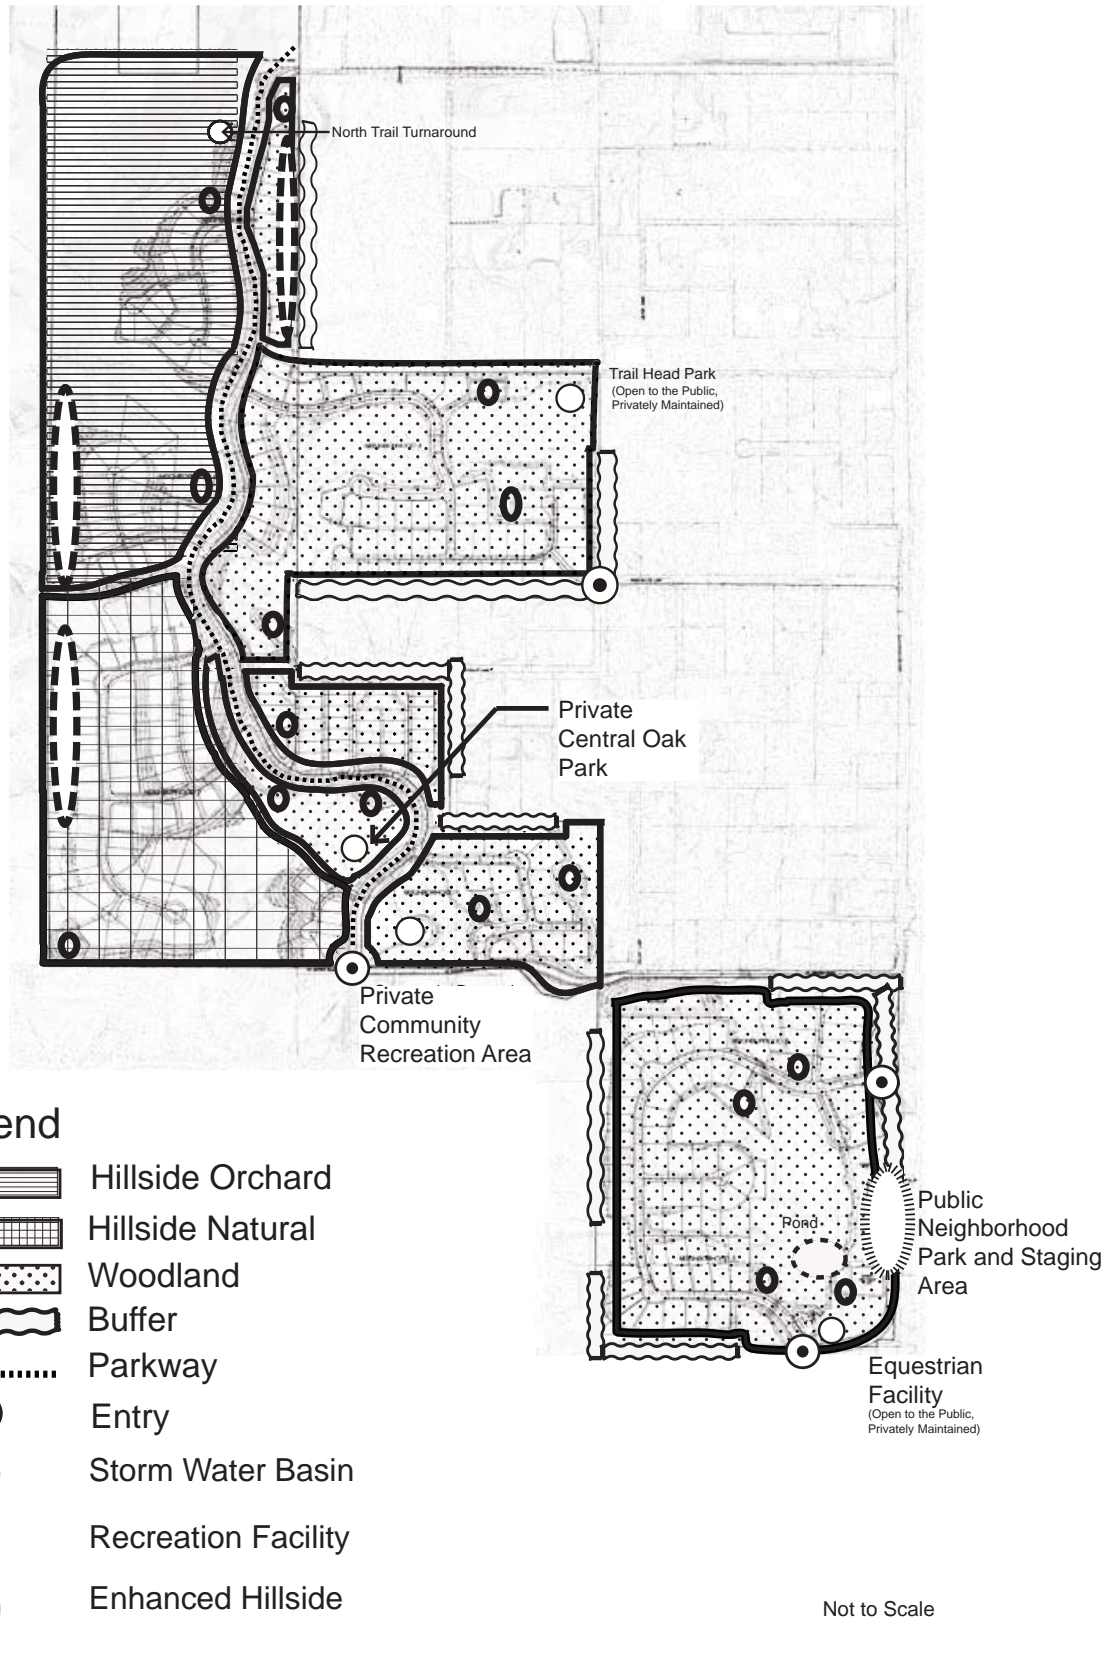 North Trail Turnaround
Trail Head Park
(Open to the Public,
Privately Maintained)
Private
Central Oak
Park
Private
Community
Recreation Area
Pond
Public
Neighborhood
Park and Staging
Area
Equestrian
Facility
(Open to the Public,
Privately Maintained)
end
Hillside Orchard
Hillside Natural
Woodland
Buffer
Parkway
Entry
Storm Water Basin
Recreation Facility
Enhanced Hillside
Not to Scale